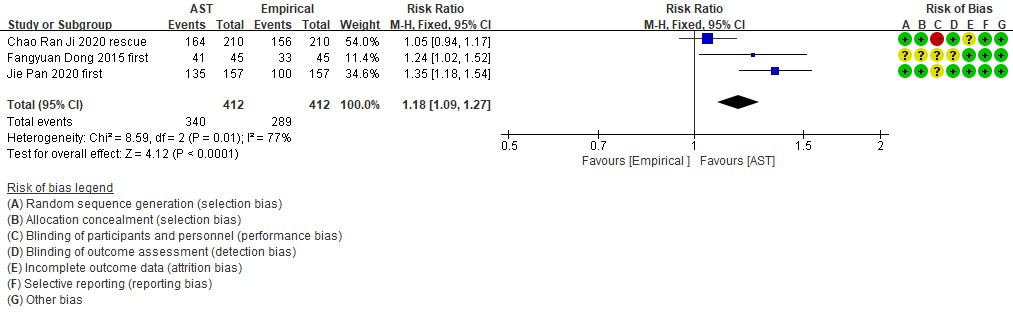 AST Empirical Risk Ratio Risk Ratio Risk of Bias
Study or Subgroup Events Total Events Total Weight M-H, Fixed, 95% CI M-H, Fixed, 95% CI A B C D E F G
Chao Ran Ji 2020 rescue 164 210 156 210 54.0% 1.05 [0.94, 1.17] + + + + ? + +
Fangyuan Dong 2015 first 41 45 33 45 11.4% 1.24 [1.02, 1.52] ? ? ? ? + + +
Jie Pan 2020 first 135 157 100 157 34.6% 1.35 [1.18, 1.54] + + ? + + + +
Total (95% CI) 412 412 100.0% 1.18 [1.09, 1.27]
Total events 340 289
Heterogeneity: Chi² = 8.59, df = 2 (P = 0.01); I² = 77%
Test for overall effect: Z = 4.12 (P < 0.0001)
0.5 0.7 1 1.5 2
Favours [Empirical ] Favours [AST]
Risk of bias legend
(A) Random sequence generation (selection bias)
(B) Allocation concealment (selection bias)
(C) Blinding of participants and personnel (performance bias)
(D) Blinding of outcome assessment (detection bias)
(E) Incomplete outcome data (attrition bias)
(F) Selective reporting (reporting bias)
(G) Other bias